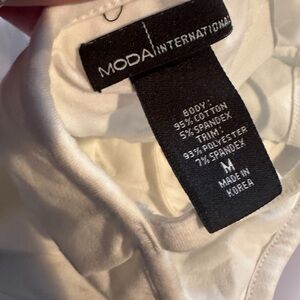 MODA INTERNATIONAL
BODY:
95% COTTON
5% SPANDEX
TRIM:
93% POLYESTER
7% SPANDEX
M
MADE IN
KOREA